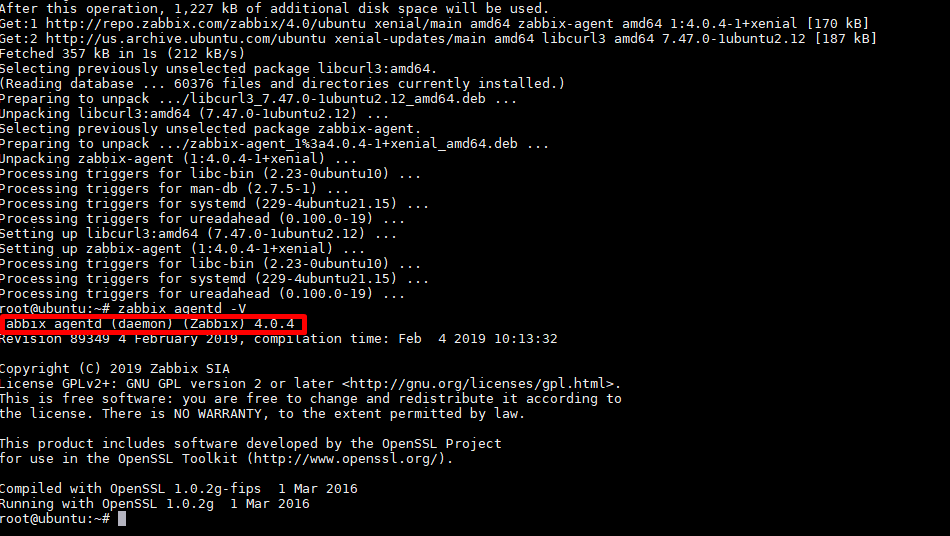 After this operation, 1,227 kB of additional disk space will be used.
Get:1 http://repo.zabbix.com/zabbix/4.0/ubuntu xenial/main amd64 zabbix-agent amd64 1:4.0.4-1+xenial [170 kB]
Get:2 http://us.archive.ubuntu.com/ubuntu xenial-updates/main amd64 libcurl3 amd64 7.47.0-1ubuntu2.12 [187 kB]
Fetched 357 kB in 1s (212 kB/s)
Selecting previously unselected package libcurl3:amd64.
(Reading database ... 60376 files and directories currently installed.)
Preparing to unpack .../libcurl3_7.47.0-1ubuntu2.12_amd64.deb ...
Unpacking libcurl3:amd64 (7.47.0-1ubuntu2.12) ...
Selecting previously unselected package zabbix-agent.
Preparing to unpack .../zabbix-agent_1%3a4.0.4-1+xenial_amd64.deb ...
Unpacking zabbix-agent (1:4.0.4-1+xenial) ...
Processing triggers for libc-bin (2.23-0ubuntu10) ...
Processing triggers for man-db (2.7.5-1) ...
Processing triggers for systemd (229-4ubuntu21.15) ...
Processing triggers for ureadahead (0.100.0-19) ...
Setting up libcurl3:amd64 (7.47.0-1ubuntu2.12) ...
Setting up zabbix-agent (1:4.0.4-1+xenial) ...
Processing triggers for libc-bin (2.23-0ubuntu10) ...
Processing triggers for systemd (229-4ubuntu21.15) ...
Processing triggers for ureadahead (0.100.0-19) ...
root@ubuntu:~# zabbix_agentd -V
abbix_agentd (daemon) (Zabbix) 4.0.4
Revision 89349 4 February 2019, compilation time: Feb  4 2019 10:13:32
Copyright (C) 2019 Zabbix SIA
License GPLv2+: GNU GPL version 2 or later <http://gnu.org/licenses/gpl.html>.
This is free software: you are free to change and redistribute it according to
the license. There is NO WARRANTY, to the extent permitted by law.
This product includes software developed by the OpenSSL Project
for use in the OpenSSL Toolkit (http://www.openssl.org/).
Compiled with OpenSSL 1.0.2g-fips  1 Mar 2016
Running with OpenSSL 1.0.2g  1 Mar 2016
root@ubuntu:~#